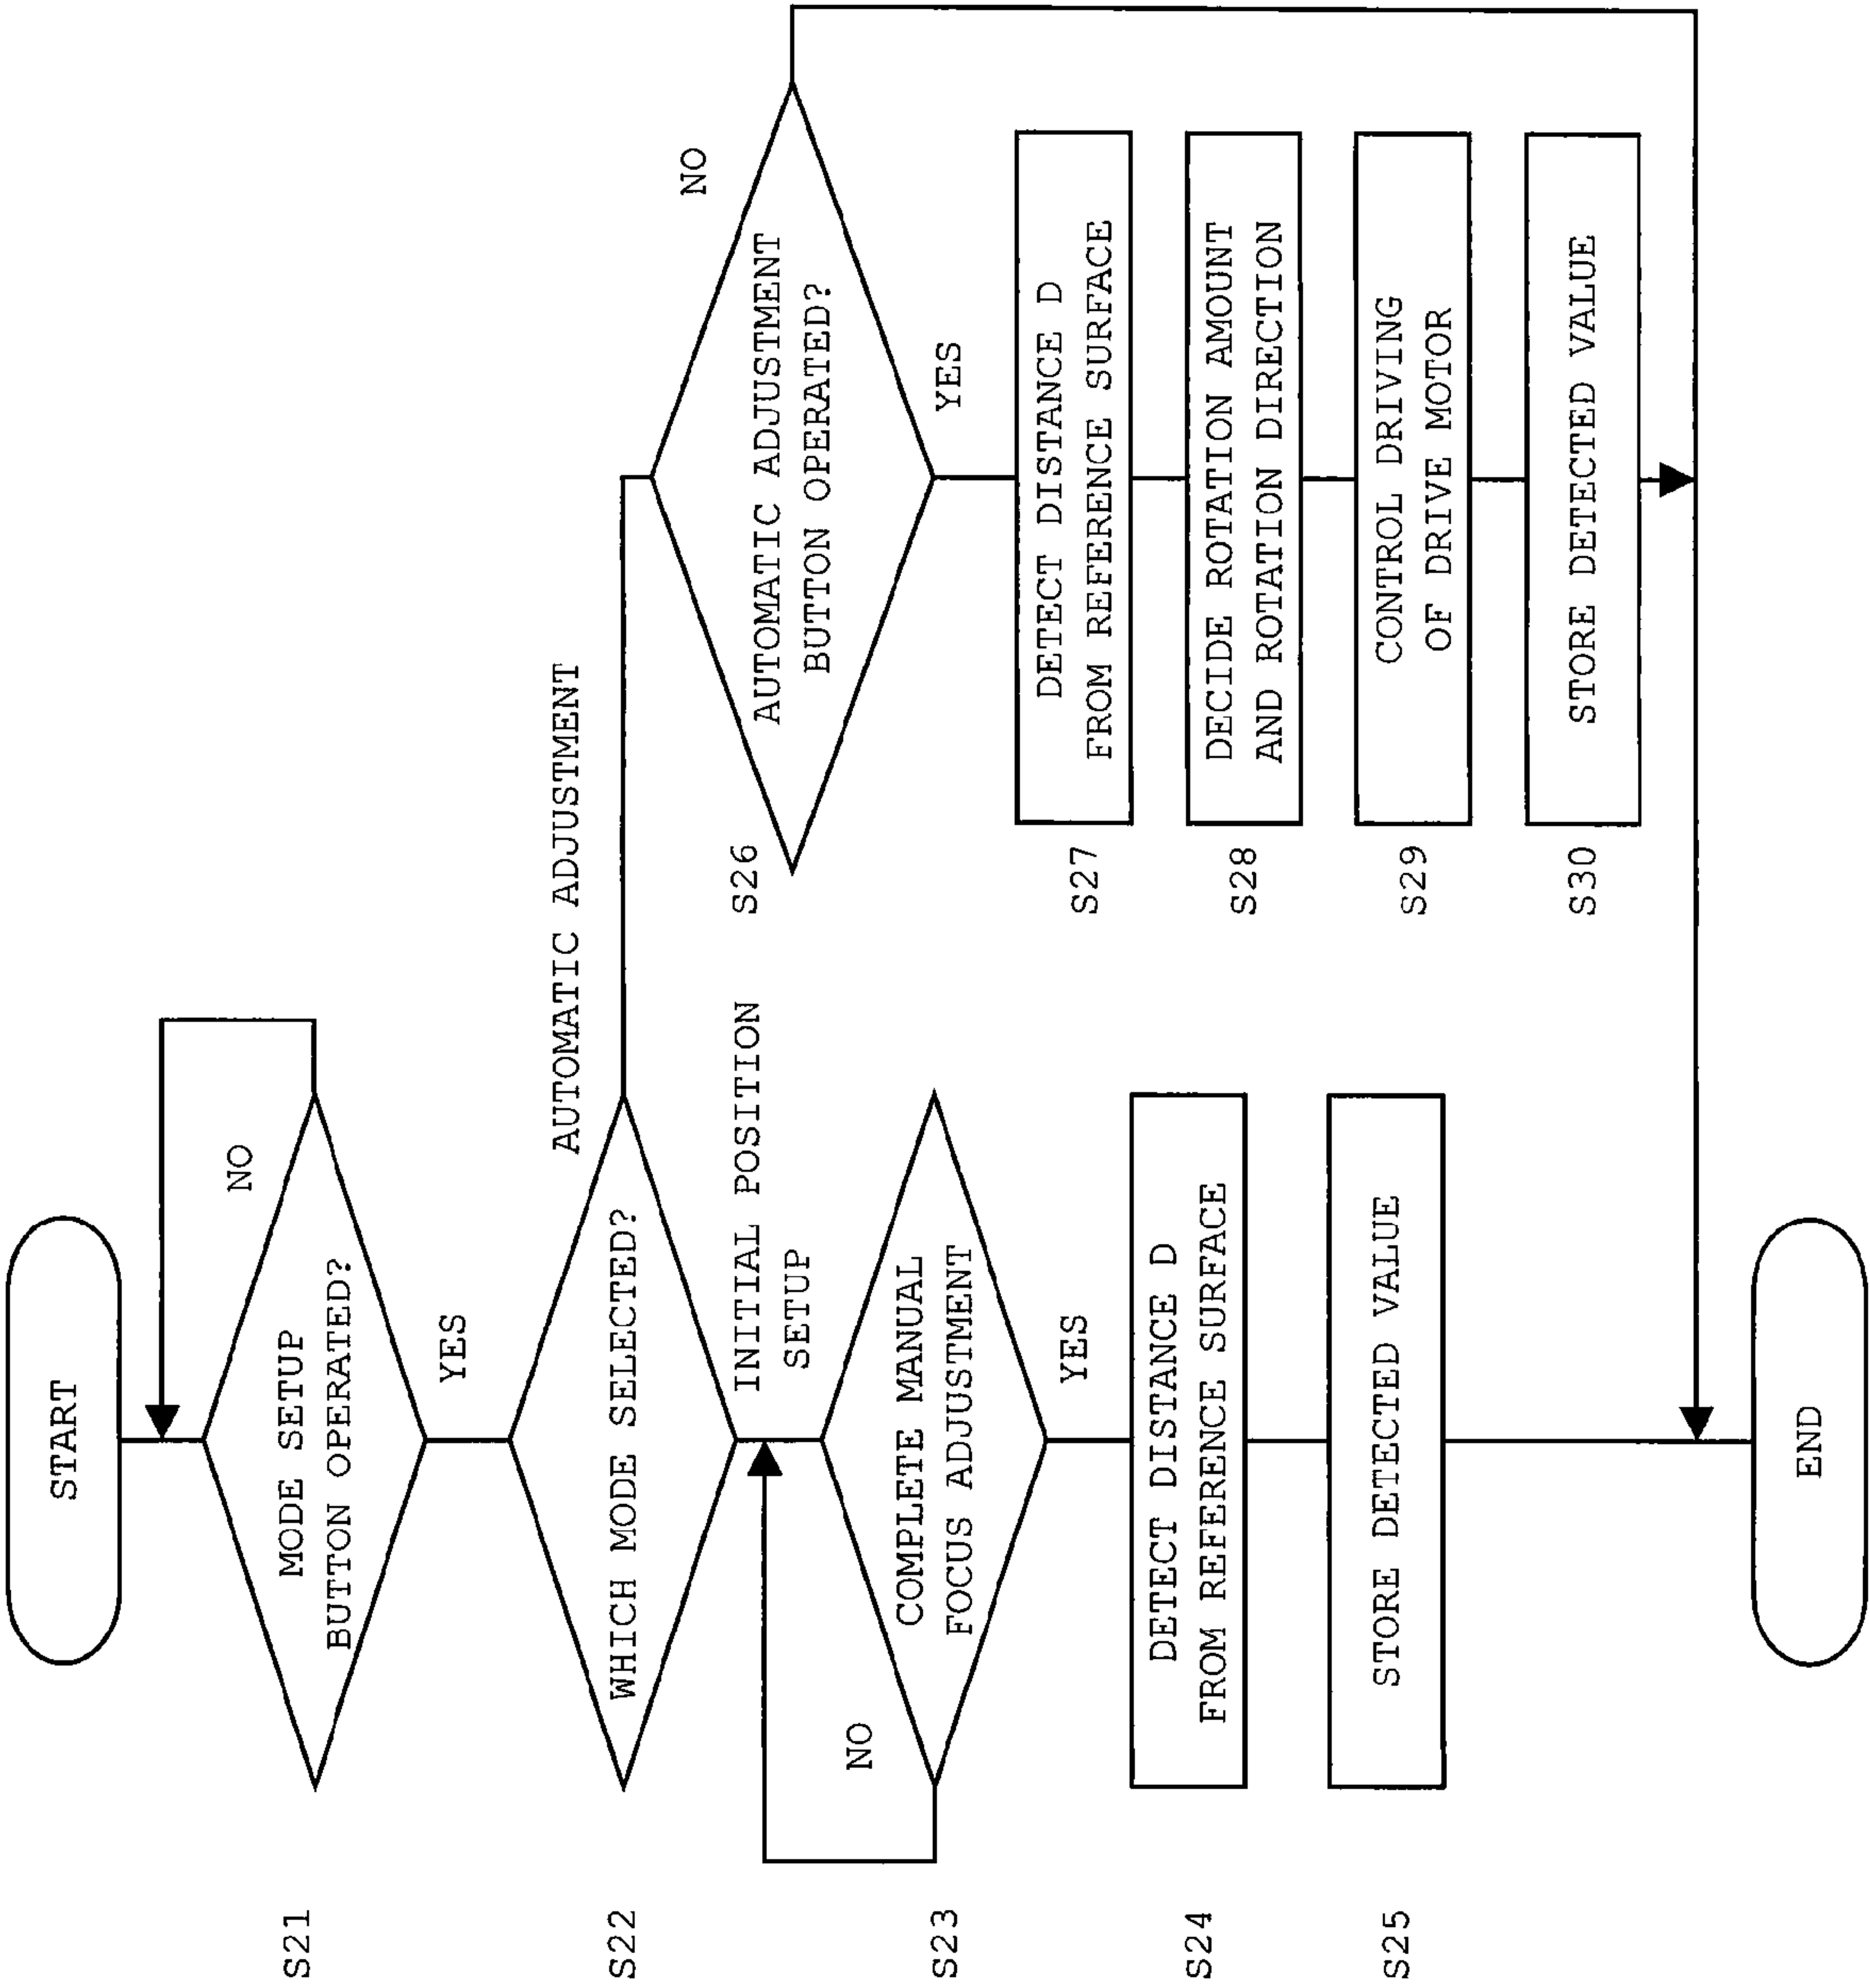 START
S21
MODE SETUP
BUTTON OPERATED?
NO
YES
S22
WHICH MODE SELECTED?
AUTOMATIC ADJUSTMENT
INITIAL POSITION
SETUP
S23
COMPLETE MANUAL
FOCUS ADJUSTMENT
NO
YES
S24
DETECT DISTANCE D
FROM REFERENCE SURFACE
S25
STORE DETECTED VALUE
S26
AUTOMATIC ADJUSTMENT
BUTTON OPERATED?
NO
YES
S27
DETECT DISTANCE D
FROM REFERENCE SURFACE
S28
DECIDE ROTATION AMOUNT
AND ROTATION DIRECTION
S29
CONTROL DRIVING
OF DRIVE MOTOR
S30
STORE DETECTED VALUE
END